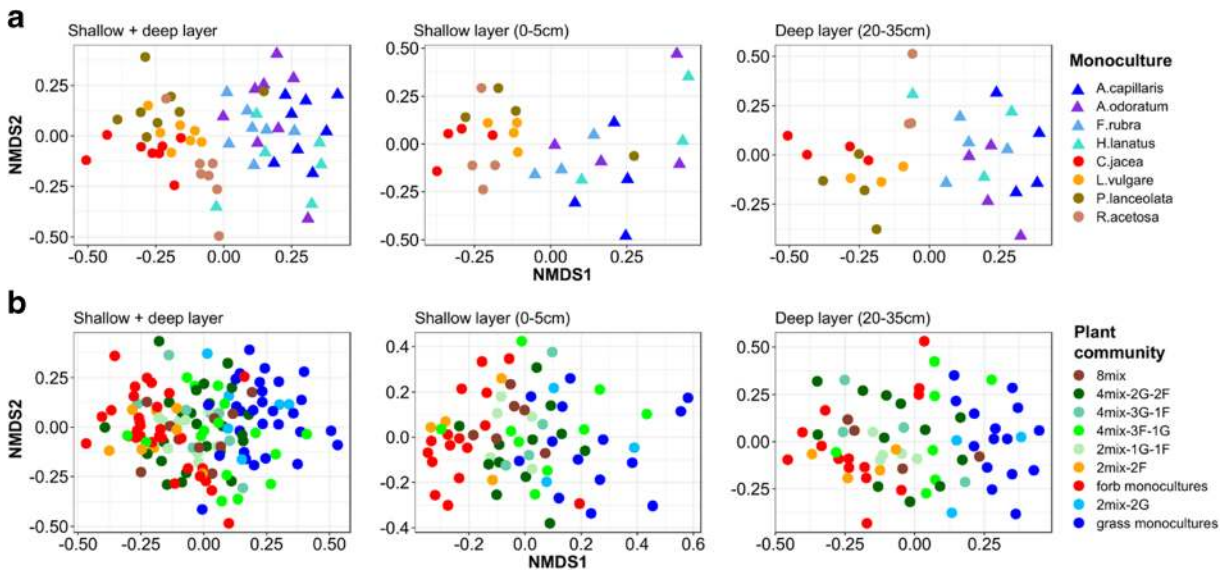 a
Shallow + deep layer
Shallow layer (0-5cm)
Deep layer (20-35cm)
NMDS2
0.25
0.00
-0.25
-0.50
-0.50 -0.25 0.00 0.25
0.50
0.25
0.00
-0.25
-0.50
-0.25 0.00 0.25 0.50
0.50
0.25
0.00
-0.25
-0.50 -0.25 0.00 0.25
NMDS1
Monoculture
A.capillaris
A.odoratum
F.rubra
H.lanatus
C.jacea
L.vulgare
P.lanceolata
R.acetosa
b
Shallow + deep layer
Shallow layer (0-5cm)
Deep layer (20-35cm)
NMDS2
0.25
0.00
-0.25
-0.50
-0.50 -0.25 0.00 0.25 0.50
0.4
0.2
0.0
-0.2
-0.4
-0.2 0.0 0.2 0.4 0.6
0.50
0.25
0.00
-0.25
-0.50
-0.50 -0.25 0.00 0.25
NMDS1
Plant
community
8mix
4mix-2G-2F
4mix-3G-1F
4mix-3F-1G
2mix-1G-1F
2mix-2F
forb monocultures
2mix-2G
grass monocultures